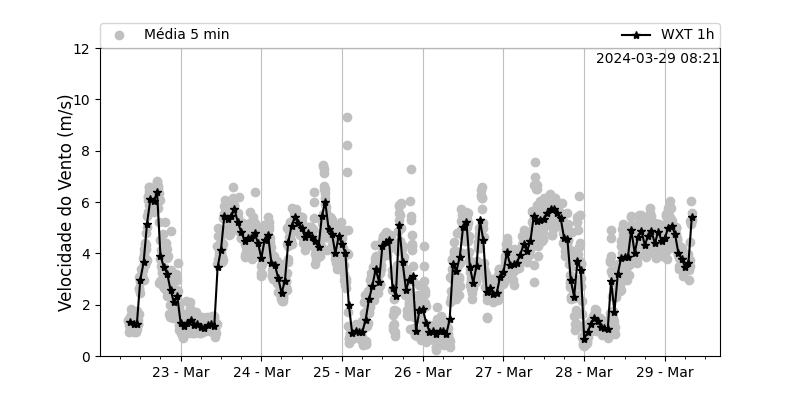 Média 5 min
WXT 1h
2024-03-29 08:21
Velocidade do Vento (m/s)
12
10
8
6
4
2
0
23 - Mar
24 - Mar
25 - Mar
26 - Mar
27 - Mar
28 - Mar
29 - Mar